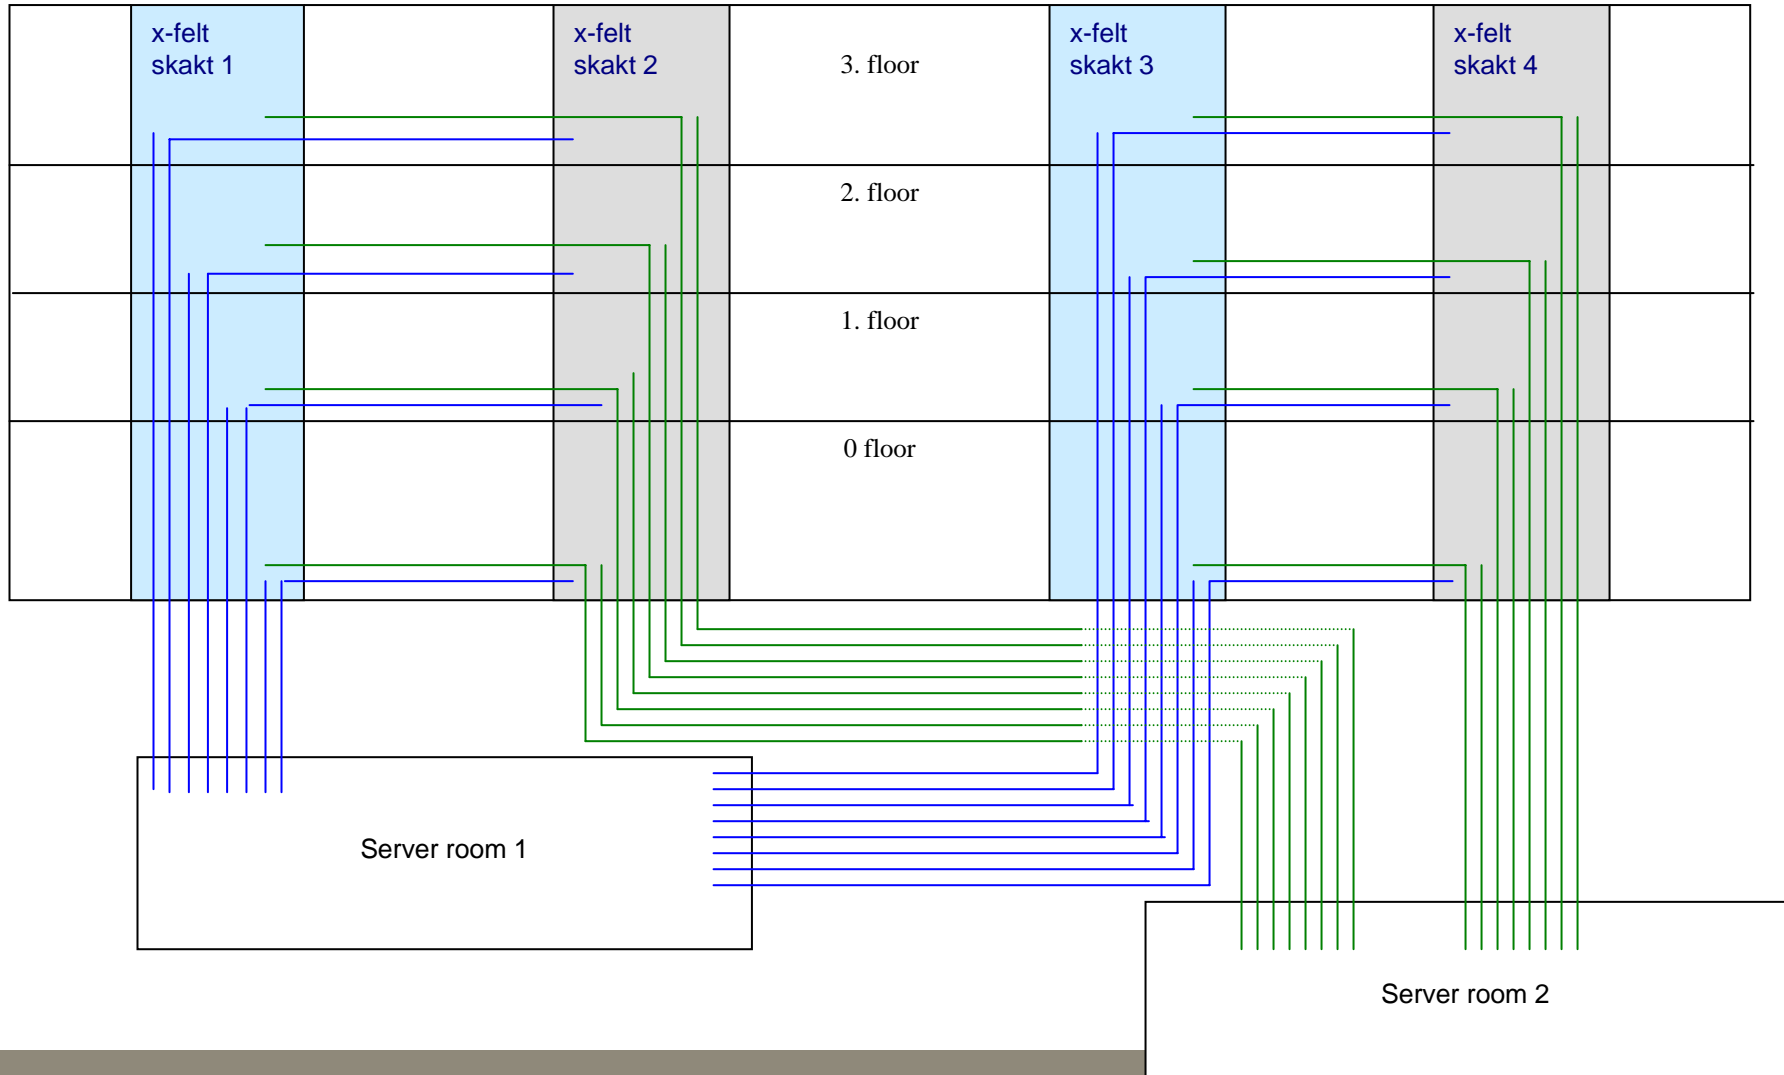 x-felt
skakt 1
x-felt
skakt 2
3. floor
x-felt
skakt 3
x-felt
skakt 4
2. floor
1. floor
0 floor
Server room 1
Server room 2